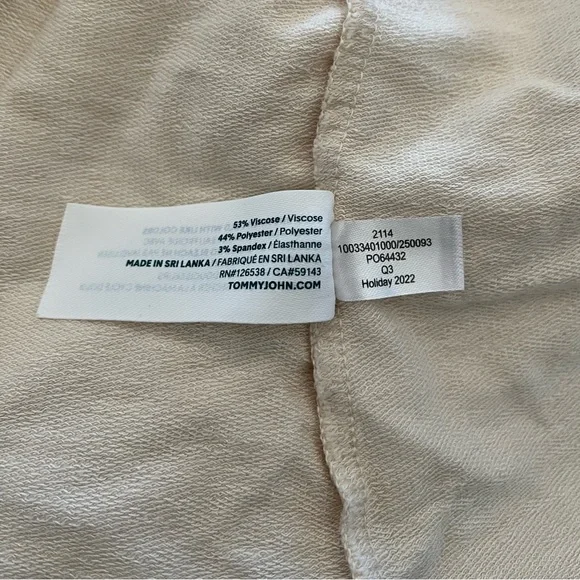 53% Viscose / Viscose
44% Polyester / Polyester
3% Spandex / Élasthanne
MADE IN SRI LANKA / FABRIQUÉ EN SRI LANKA
RN#126538 / CA#59143
TOMMYJOHN.COM
2114
10033401000/250093
PO64432
Q3
Holiday 2022